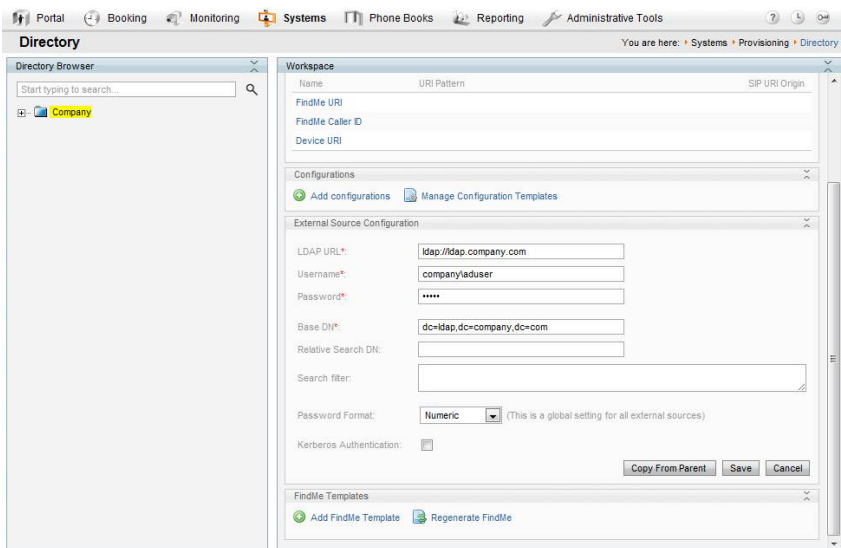 Portal Booking Monitoring Systems Phone Books Reporting Administrative Tools ?
Directory You are here: Systems Provisioning Directory
Directory Browser
Start typing to search...
Company
Workspace
Name URI Pattern SIP URI Origin
FindMe URI
FindMe Caller ID
Device URI
Configurations
Add configurations Manage Configuration Templates
External Source Configuration
LDAP URL*: ldap://ldap.company.com
Username*: company\aduser
Password*: •••••
Base DN*: dc=ldap,dc=company,dc=com
Relative Search DN:
Search filter:
Password Format: Numeric (This is a global setting for all external sources)
Kerberos Authentication:
Copy From Parent Save Cancel
FindMe Templates
Add FindMe Template Regenerate FindMe